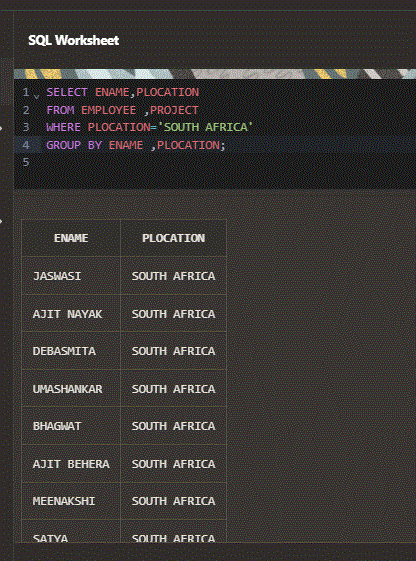 SQL Worksheet
1 SELECT ENAME,PLOCATION
2 FROM EMPLOYEE ,PROJECT
3 WHERE PLOCATION='SOUTH AFRICA'
4 GROUP BY ENAME ,PLOCATION;
5
ENAME PLOCATION
JASWASI SOUTH AFRICA
AJIT NAYAK SOUTH AFRICA
DEBASMITA SOUTH AFRICA
UMASHANKAR SOUTH AFRICA
BHAGWAT SOUTH AFRICA
AJIT BEHERA SOUTH AFRICA
MEENAKSHI SOUTH AFRICA
SATYA SOUTH AFRICA